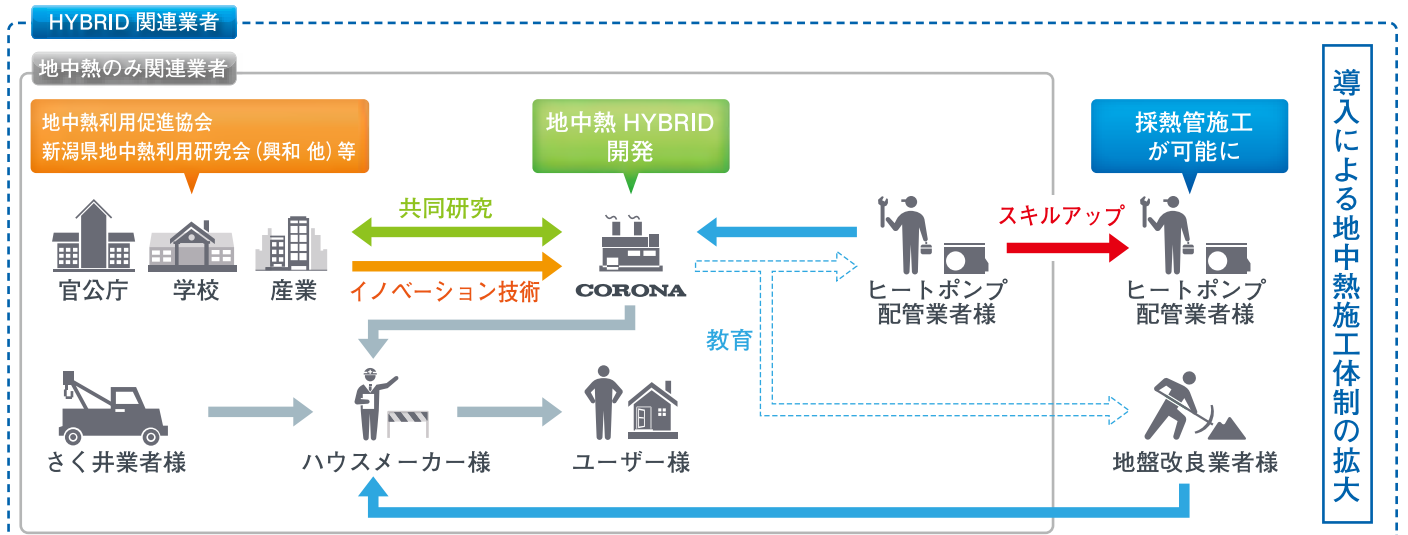 HYBRID 関連業者
地中熱のみ関連業者
地中熱利用促進協会
新潟県地中熱利用研究会(興和 他)等
地中熱 HYBRID
開発
採熱管施工
が可能に
導入による地中熱施工体制の拡大
共同研究
スキルアップ
官公庁
学校
産業
イノベーション技術
CORONA
ヒートポンプ
配管業者様
ヒートポンプ
配管業者様
教育
さく井業者様
ハウスメーカー様
ユーザー様
地盤改良業者様